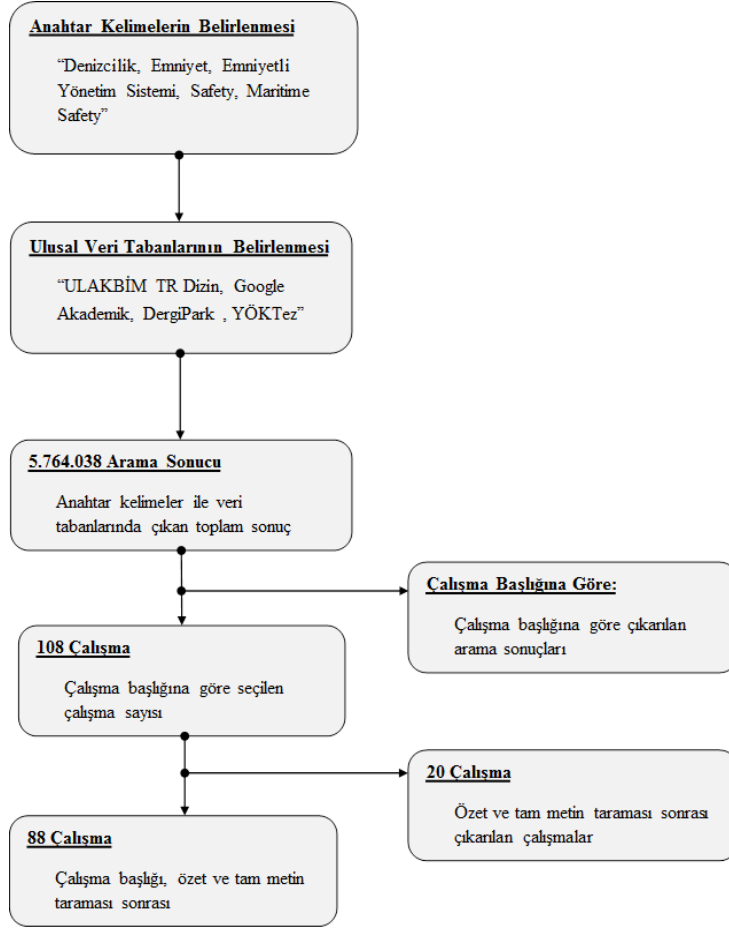 Anahtar Kelimelerin Belirlenmesi
“Denizcilik, Emniyet, Emniyetli
Yönetim Sistemi, Safety, Maritime
Safety”
Ulusal Veri Tabanlarının Belirlenmesi
“ULAKBİM TR Dizin, Google
Akademik, DergiPark , YÖKTez”
5.764.038 Arama Sonucu
Anahtar kelimeler ile veri
tabanlarında çıkan toplam sonuç
Çalışma Başlığına Göre:
Çalışma başlığına göre çıkarılan
arama sonuçları
108 Çalışma
Çalışma başlığına göre seçilen
çalışma sayısı
20 Çalışma
Özet ve tam metin taraması sonrası
çıkarılan çalışmalar
88 Çalışma
Çalışma başlığı, özet ve tam metin
taraması sonrası